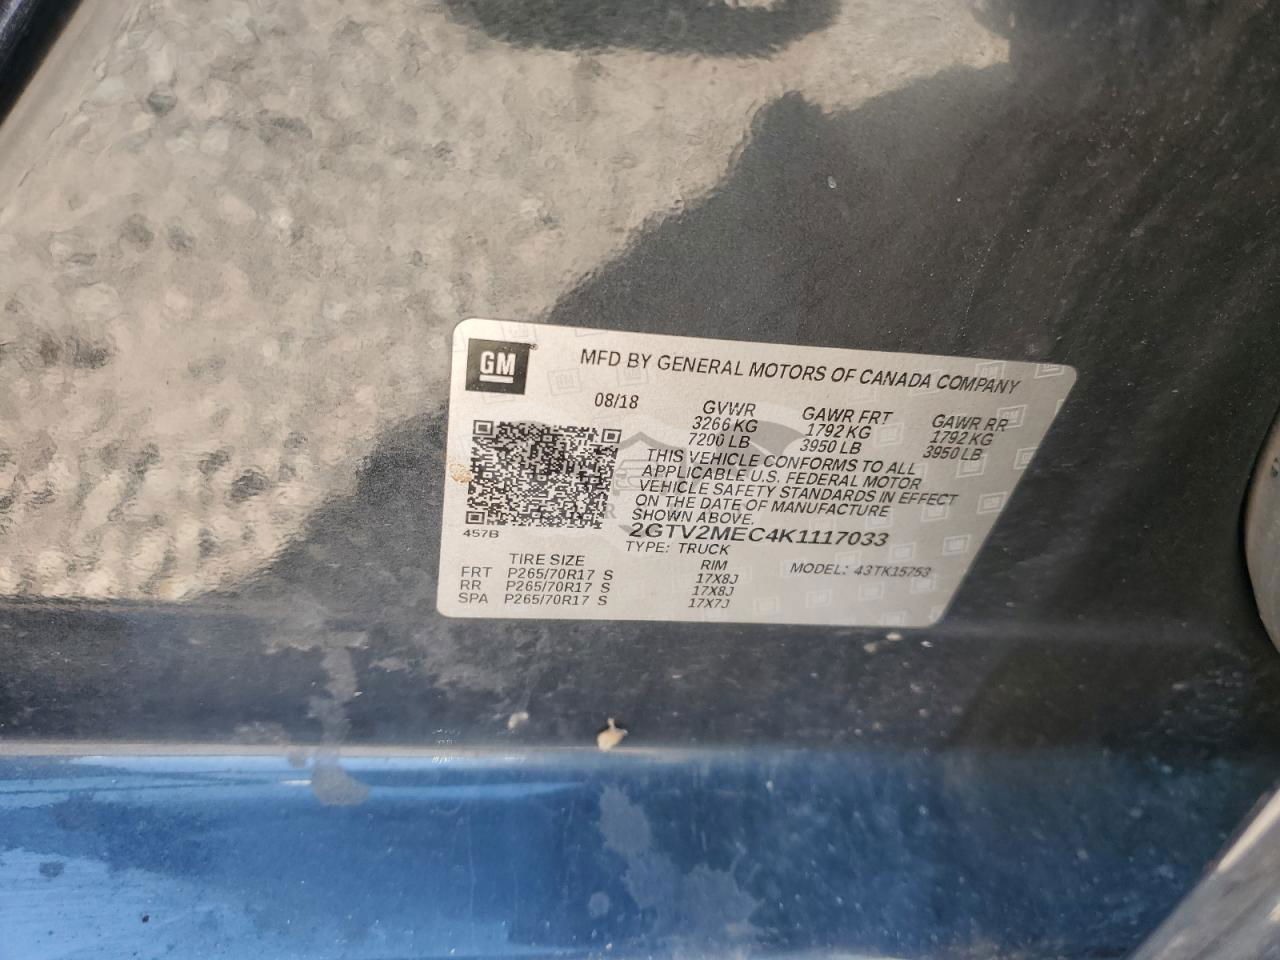 GM
MFD BY GENERAL MOTORS OF CANADA COMPANY
08/18
GVWR GAWR FRT GAWR RR
3266 KG 1792 KG 1792 KG
7200 LB 3950 LB 3950 LB
THIS VEHICLE CONFORMS TO ALL
APPLICABLE U.S. FEDERAL MOTOR
VEHICLE SAFETY STANDARDS IN EFFECT
ON THE DATE OF MANUFACTURE
SHOWN ABOVE.
457B
2GTV2MEC4K1117033
TYPE: TRUCK
TIRE SIZE RIM MODEL: 43TK15753
FRT P265/70R17 S 17X8J
RR P265/70R17 S 17X8J
SPA P265/70R17 S 17X7J